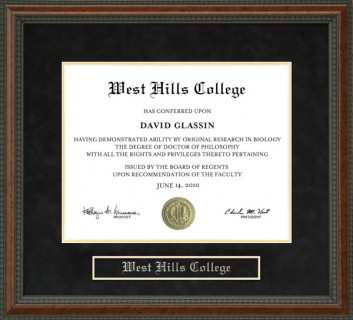 West Hills College
HAS CONFERRED UPON
DAVID GLASSIN
HAVING DEMONSTRATED ABILITY BY ORIGINAL RESEARCH IN BIOLOGY
THE DEGREE OF DOCTOR OF PHILOSOPHY
WITH ALL THE RIGHTS AND PRIVILEGES THERETO PERTAINING
ISSUED BY THE BOARD OF REGENTS
UPON RECOMMENDATION OF THE FACULTY
JUNE 14, 2010
PROVOST
PRESIDENT
West Hills College